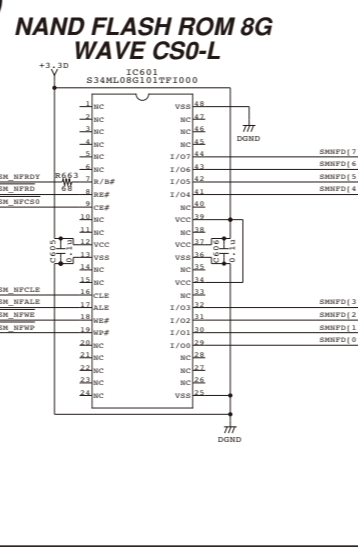 NAND FLASH ROM 8G
WAVE CS0-L
+3.3D
IC601
S34ML08G101TFI000
1 NC VSS 48
2 NC NC 47
3 NC NC 46
4 NC NC 45
5 NC I/O7 44
6 NC I/O6 43
7 R/B# I/O5 42
8 RE# I/O4 41
9 CE# NC 40
10 NC VCC 39
11 NC NC 38
12 VCC VCC 37
13 VSS VSS 36
14 NC NC 35
15 NC VCC 34
16 CLE NC 33
17 ALE I/O3 32
18 WE# I/O2 31
19 WP# I/O1 30
20 NC I/O0 29
21 NC NC 28
22 NC NC 27
23 NC NC 26
24 NC VSS 25
DGND
SMNFD[7
SMNFD[6
SMNFD[5
SMNFD[4
SM_NFRDY
R663
68
SM_NFRD
SM_NFCS0
C605
0.1u
C606
0.1u
SM_NFCLE
SM_NFALE
SM_NFWE
SM_NFWP
SMNFD[3
SMNFD[2
SMNFD[1
SMNFD[0
DGND